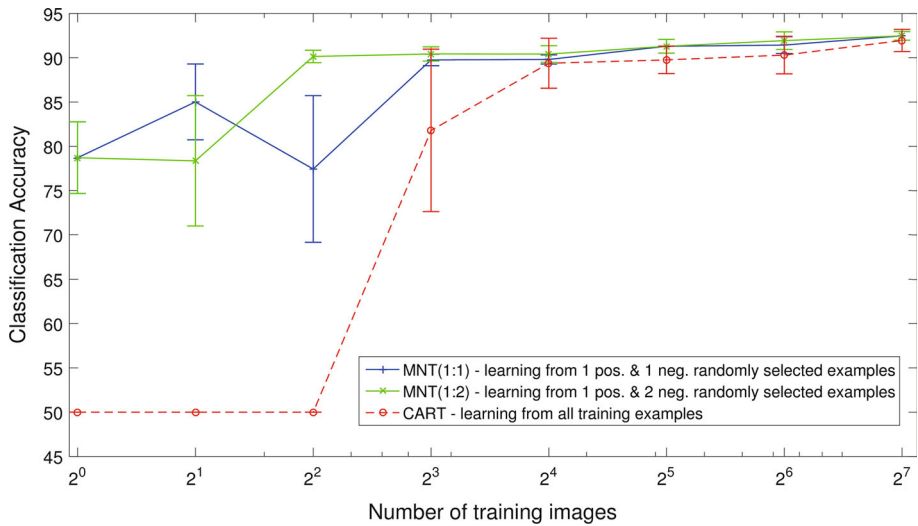 95
90
85
80
75
70
65
60
55
50
45
Classification Accuracy
MNT(1:1) - learning from 1 pos. & 1 neg. randomly selected examples
MNT(1:2) - learning from 1 pos. & 2 neg. randomly selected examples
CART - learning from all training examples
2^0 2^1 2^2 2^3 2^4 2^5 2^6 2^7
Number of training images